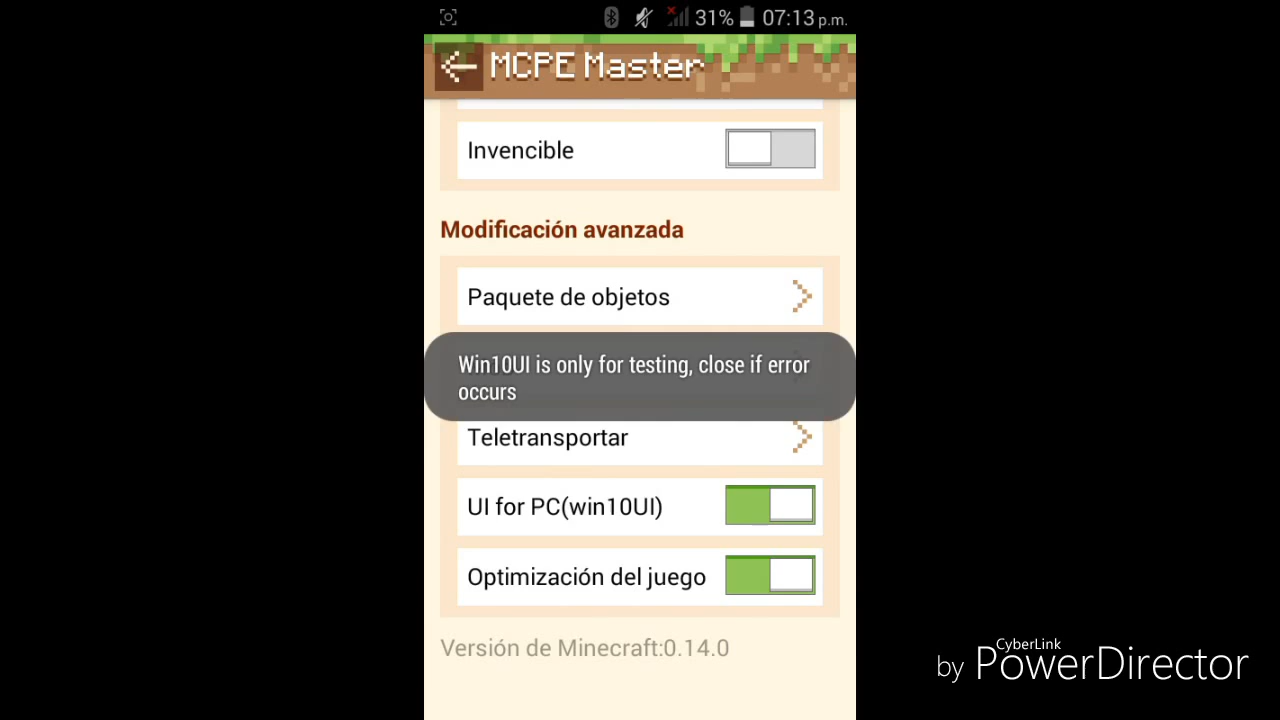 31% 07:13 p.m.
MCPE Master
Invencible
Modificación avanzada
Paquete de objetos
Win10UI is only for testing, close if error
occurs
Teletransportar
UI for PC(win10UI)
Optimización del juego
Versión de Minecraft:0.14.0
CyberLink
by PowerDirector